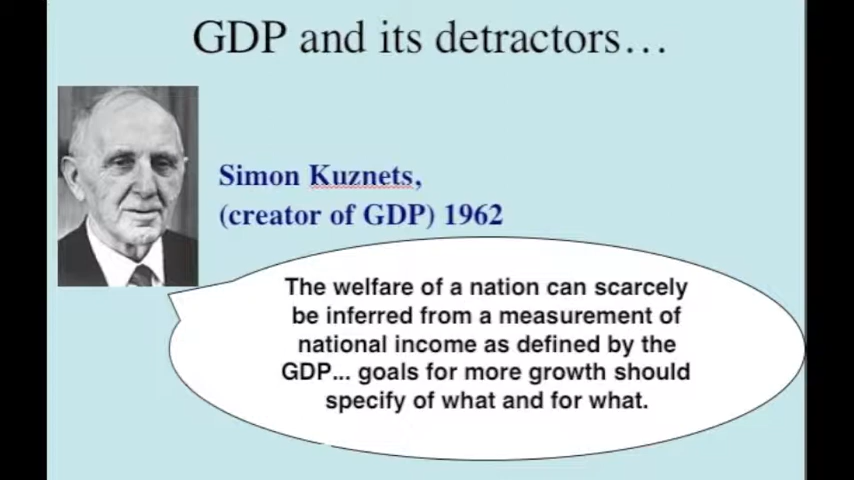 GDP and its detractors…
Simon Kuznets,
(creator of GDP) 1962
The welfare of a nation can scarcely
be inferred from a measurement of
national income as defined by the
GDP... goals for more growth should
specify of what and for what.